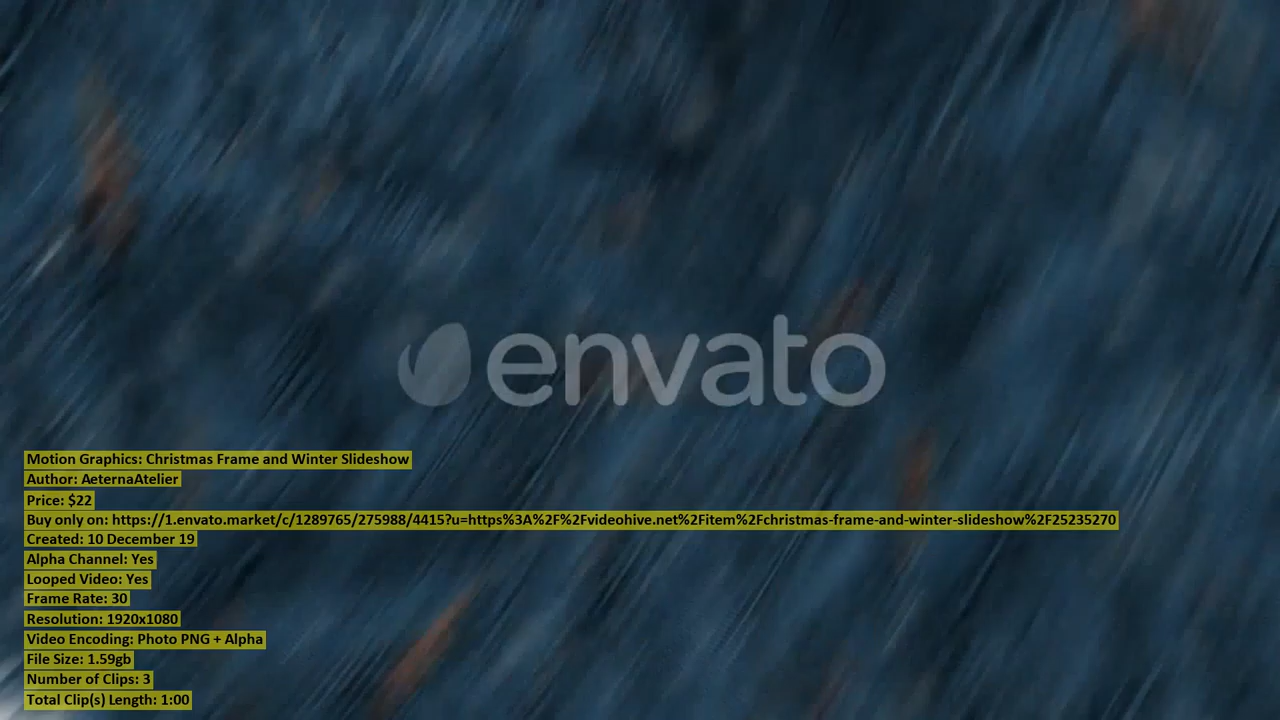 envato
Motion Graphics: Christmas Frame and Winter Slideshow
Author: AeternaAtelier
Price: $22
Buy only on: https://1.envato.market/c/1289765/275988/4415?u=https%3A%2F%2Fvideohive.net%2Fitem%2Fchristmas-frame-and-winter-slideshow%2F25235270
Created: 10 December 19
Alpha Channel: Yes
Looped Video: Yes
Frame Rate: 30
Resolution: 1920x1080
Video Encoding: Photo PNG + Alpha
File Size: 1.59gb
Number of Clips: 3
Total Clip(s) Length: 1:00